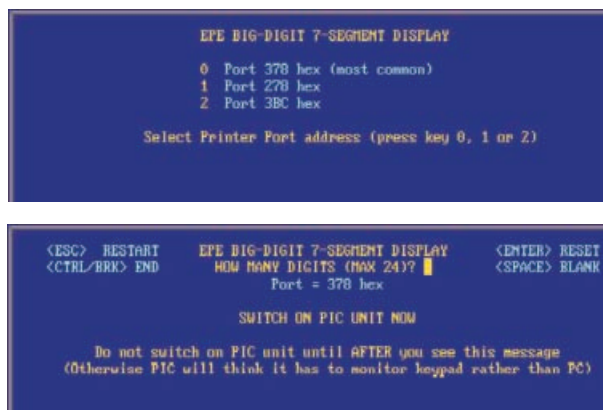 EPE BIG-DIGIT 7-SEGMENT DISPLAY
0 Port 378 hex (most common)
1 Port 278 hex
2 Port 3BC hex
Select Printer Port address (press key 0, 1 or 2)
<ESC> RESTART EPE BIG-DIGIT 7-SEGMENT DISPLAY <ENTER> RESET
<CTRL/BRK> END HOW MANY DIGITS (MAX 24)? <SPACE> BLANK
Port = 378 hex
SWITCH ON PIC UNIT NOW
Do not switch on PIC unit until AFTER you see this message
(Otherwise PIC will think it has to monitor keypad rather than PC)